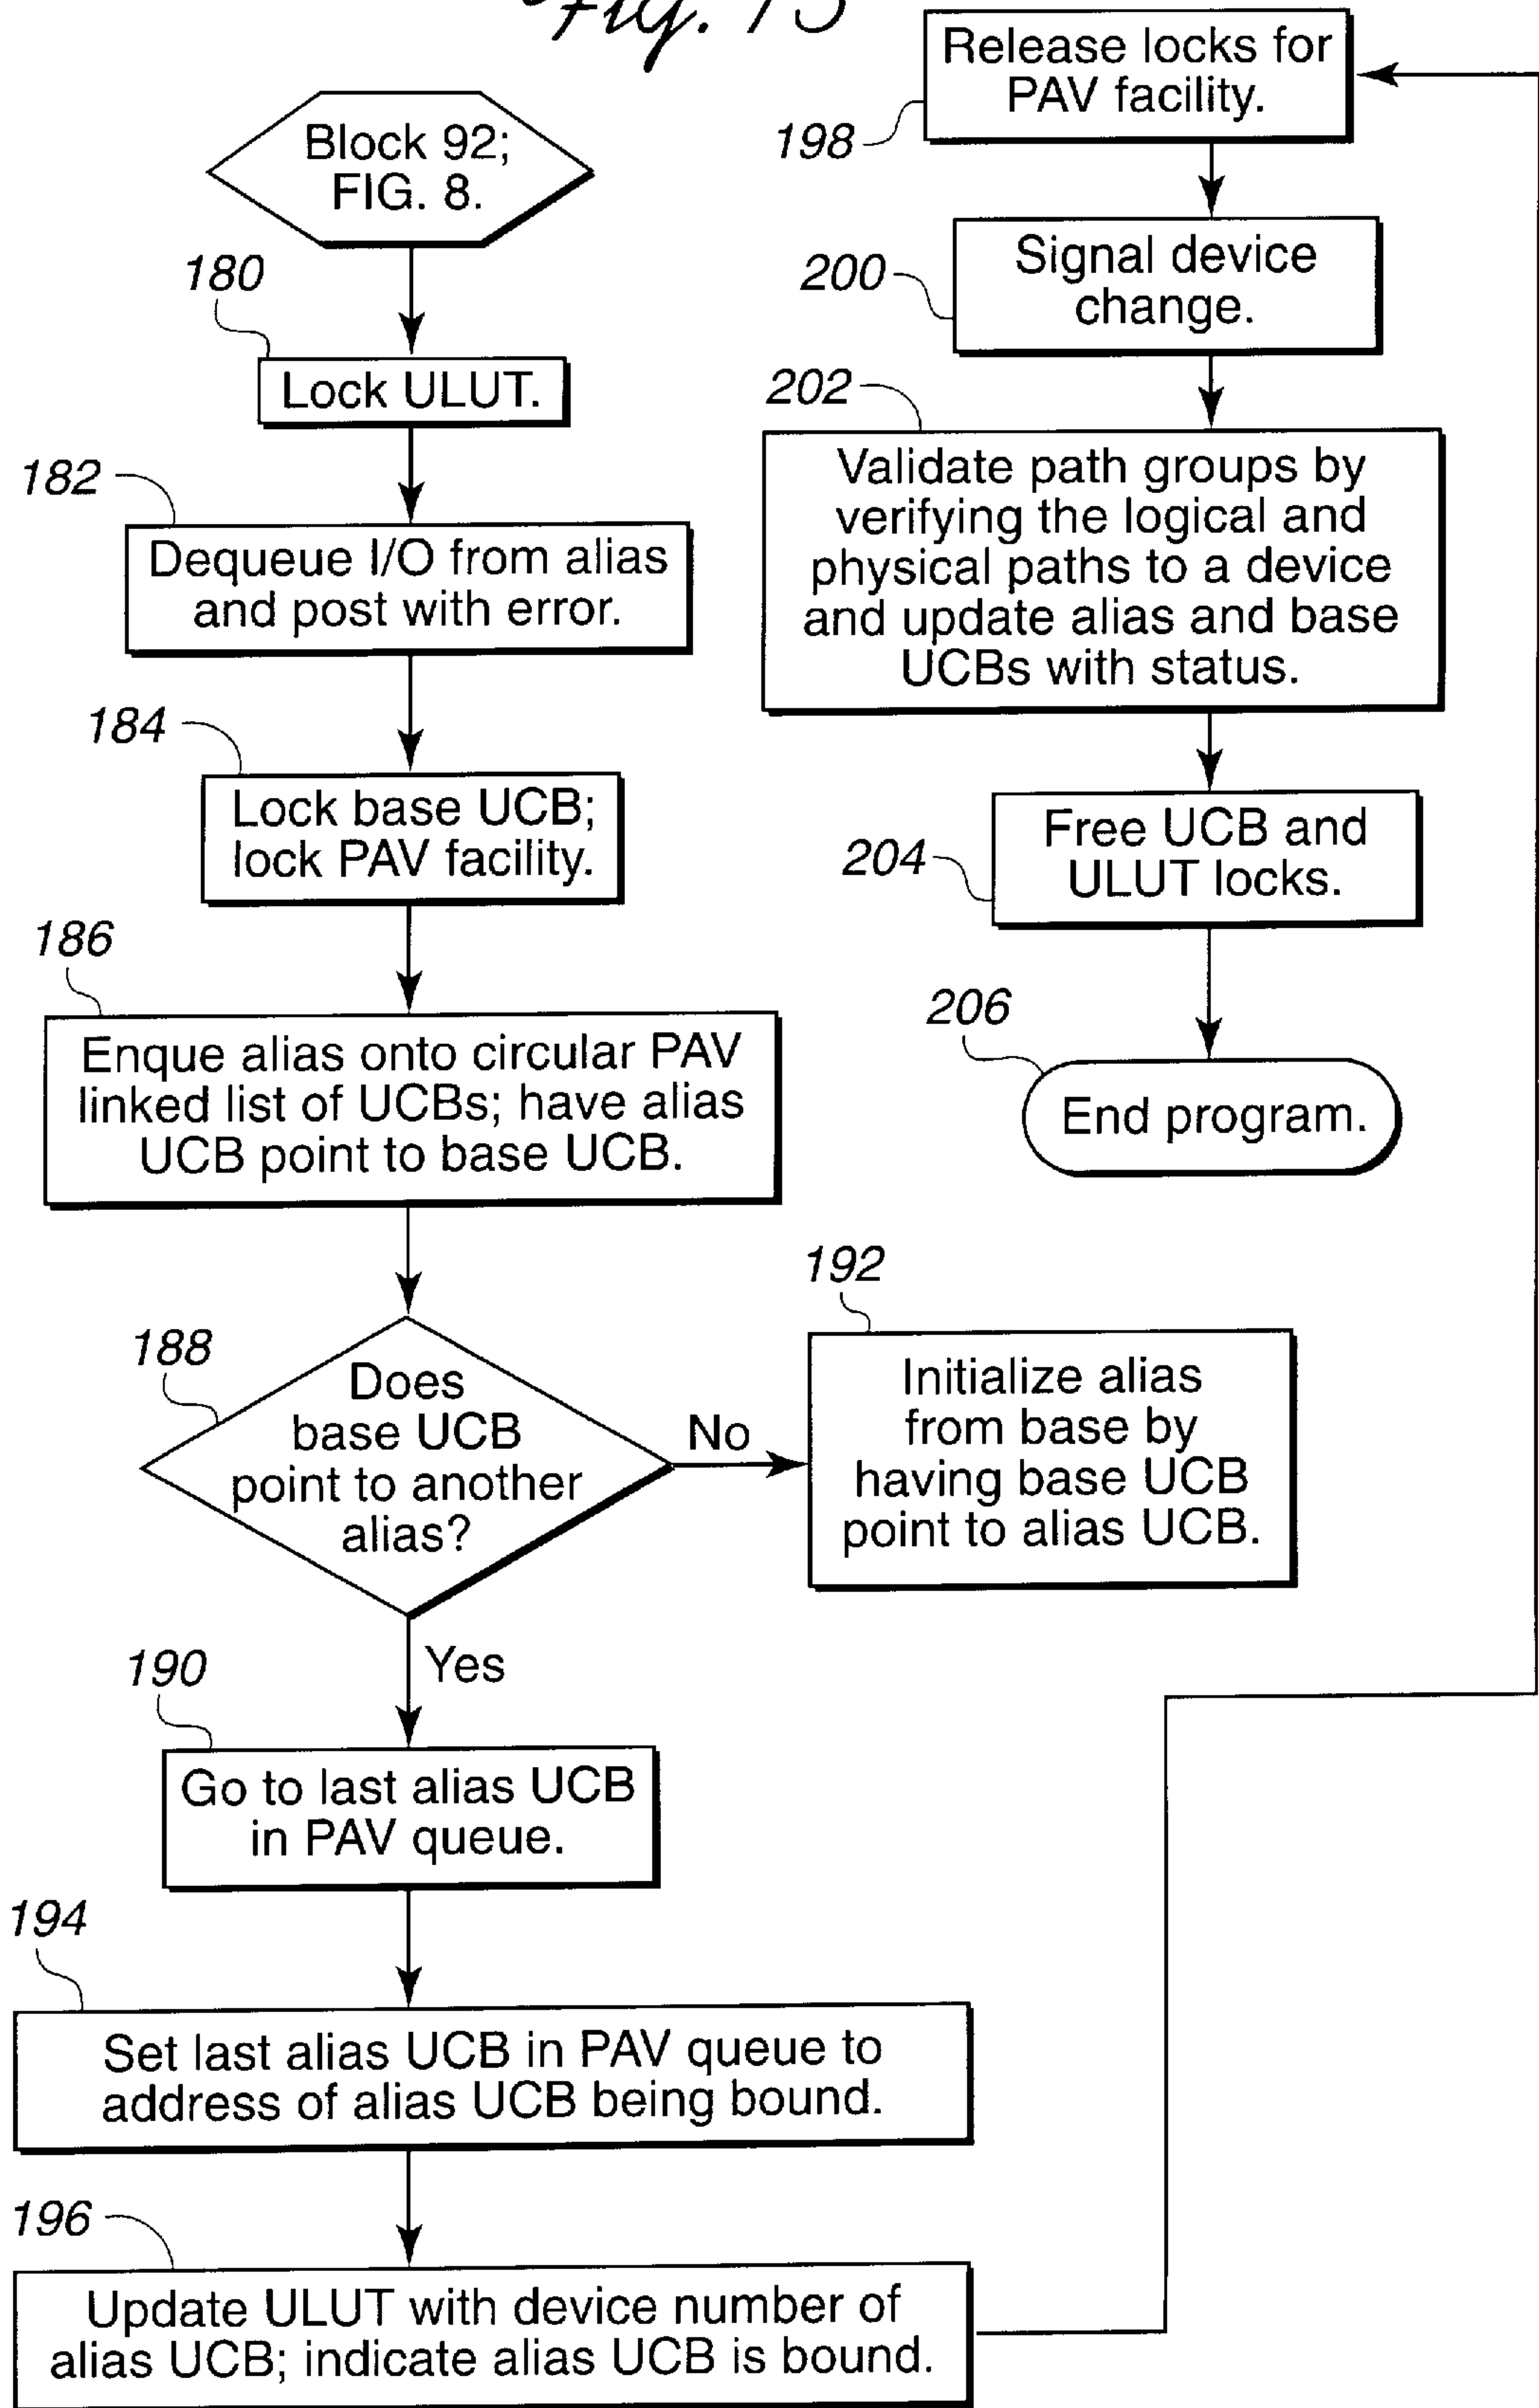 Fig. 13
Block 92;
FIG. 8.
180
Lock ULUT.
182
Dequeue I/O from alias
and post with error.
184
Lock base UCB;
lock PAV facility.
186
Enque alias onto circular PAV
linked list of UCBs; have alias
UCB point to base UCB.
188
Does
base UCB
point to another
alias?
No
Yes
192
Initialize alias
from base by
having base UCB
point to alias UCB.
190
Go to last alias UCB
in PAV queue.
194
Set last alias UCB in PAV queue to
address of alias UCB being bound.
196
Update ULUT with device number of
alias UCB; indicate alias UCB is bound.
Release locks for
PAV facility.
198
Signal device
change.
200
202
Validate path groups by
verifying the logical and
physical paths to a device
and update alias and base
UCBs with status.
Free UCB and
ULUT locks.
204
206
End program.